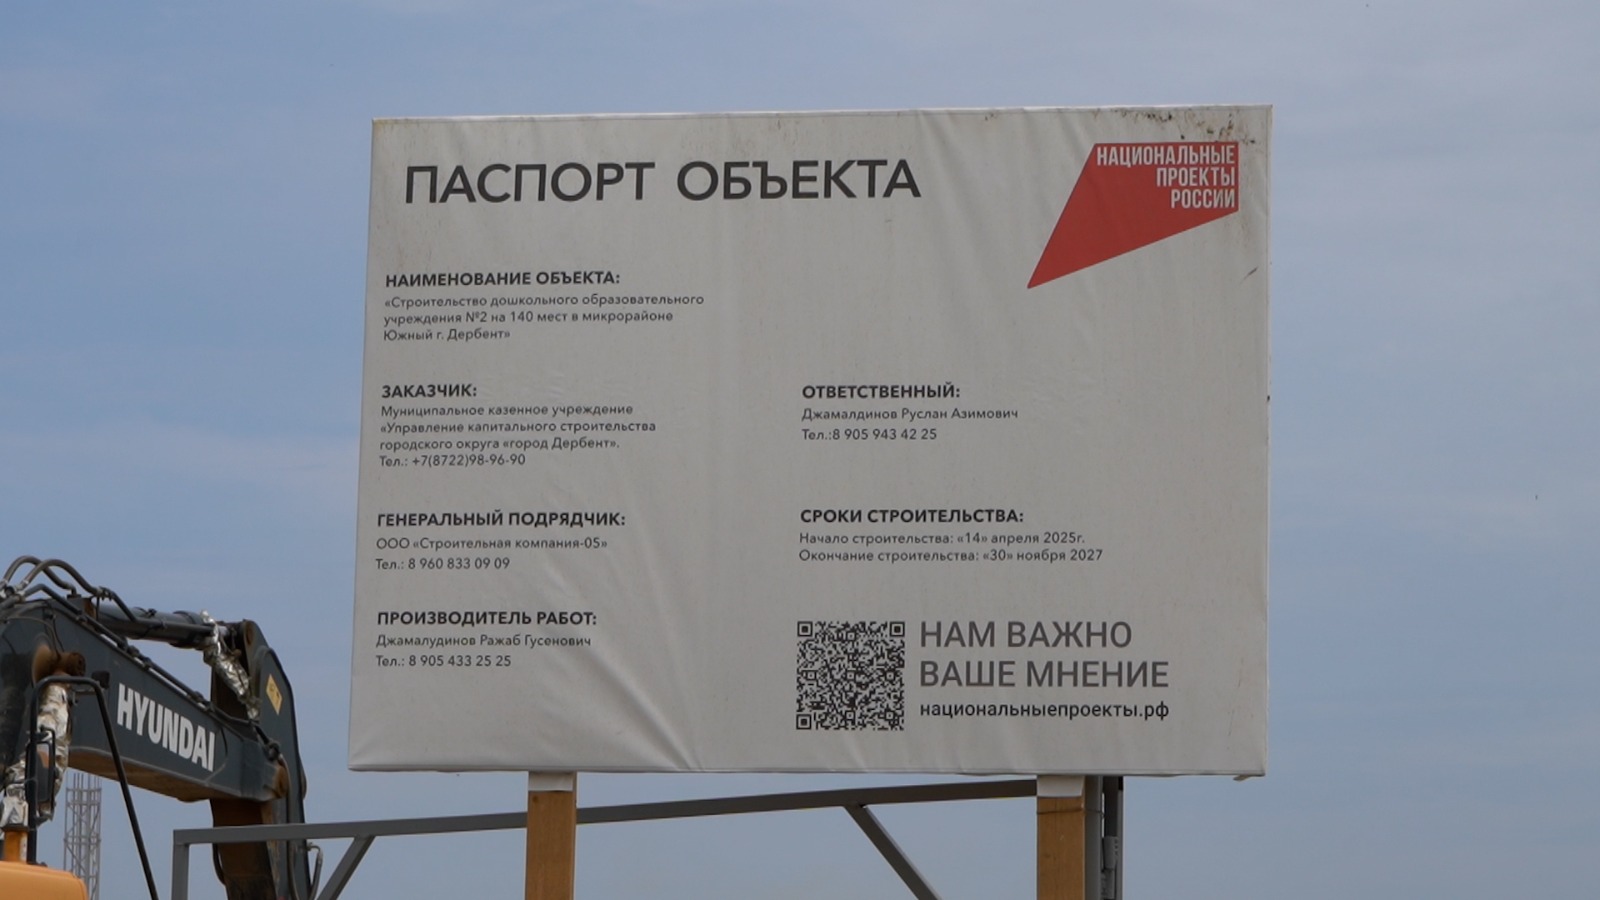 ПАСПОРТ ОБЪЕКТА
НАЦИОНАЛЬНЫЕ
ПРОЕКТЫ
РОССИИ
НАИМЕНОВАНИЕ ОБЪЕКТА:
«Строительство дошкольного образовательного
учреждения №2 на 140 мест в микрорайоне
Южный г. Дербент»
ЗАКАЗЧИК:
Муниципальное казенное учреждение
«Управление капитального строительства
городского округа «город Дербент».
Тел.: +7(8722)98-96-90
ОТВЕТСТВЕННЫЙ:
Джамалдинов Руслан Азимович
Тел.:8 905 943 42 25
ГЕНЕРАЛЬНЫЙ ПОДРЯДЧИК:
ООО «Строительная компания-05»
Тел.: 8 960 833 09 09
СРОКИ СТРОИТЕЛЬСТВА:
Начало строительства: «14» апреля 2025г.
Окончание строительства: «30» ноября 2027
ПРОИЗВОДИТЕЛЬ РАБОТ:
Джамалудинов Ражаб Гусенович
Тел.: 8 905 433 25 25
НАМ ВАЖНО
ВАШЕ МНЕНИЕ
национальныепроекты.рф
HYUNDAI